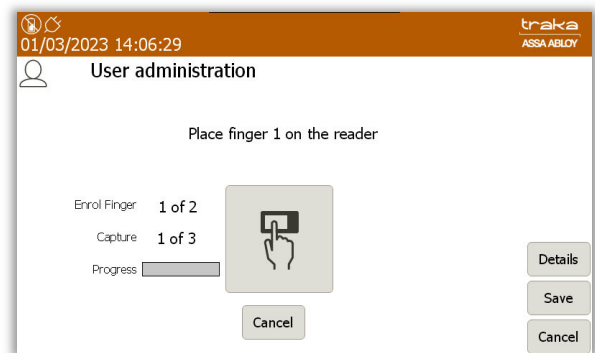 traka
01/03/2023 14:06:29
ASSA ABLOY
User administration
Place finger 1 on the reader
Enrol Finger 1 of 2
Capture 1 of 3
Progress
Details
Save
Cancel
Cancel